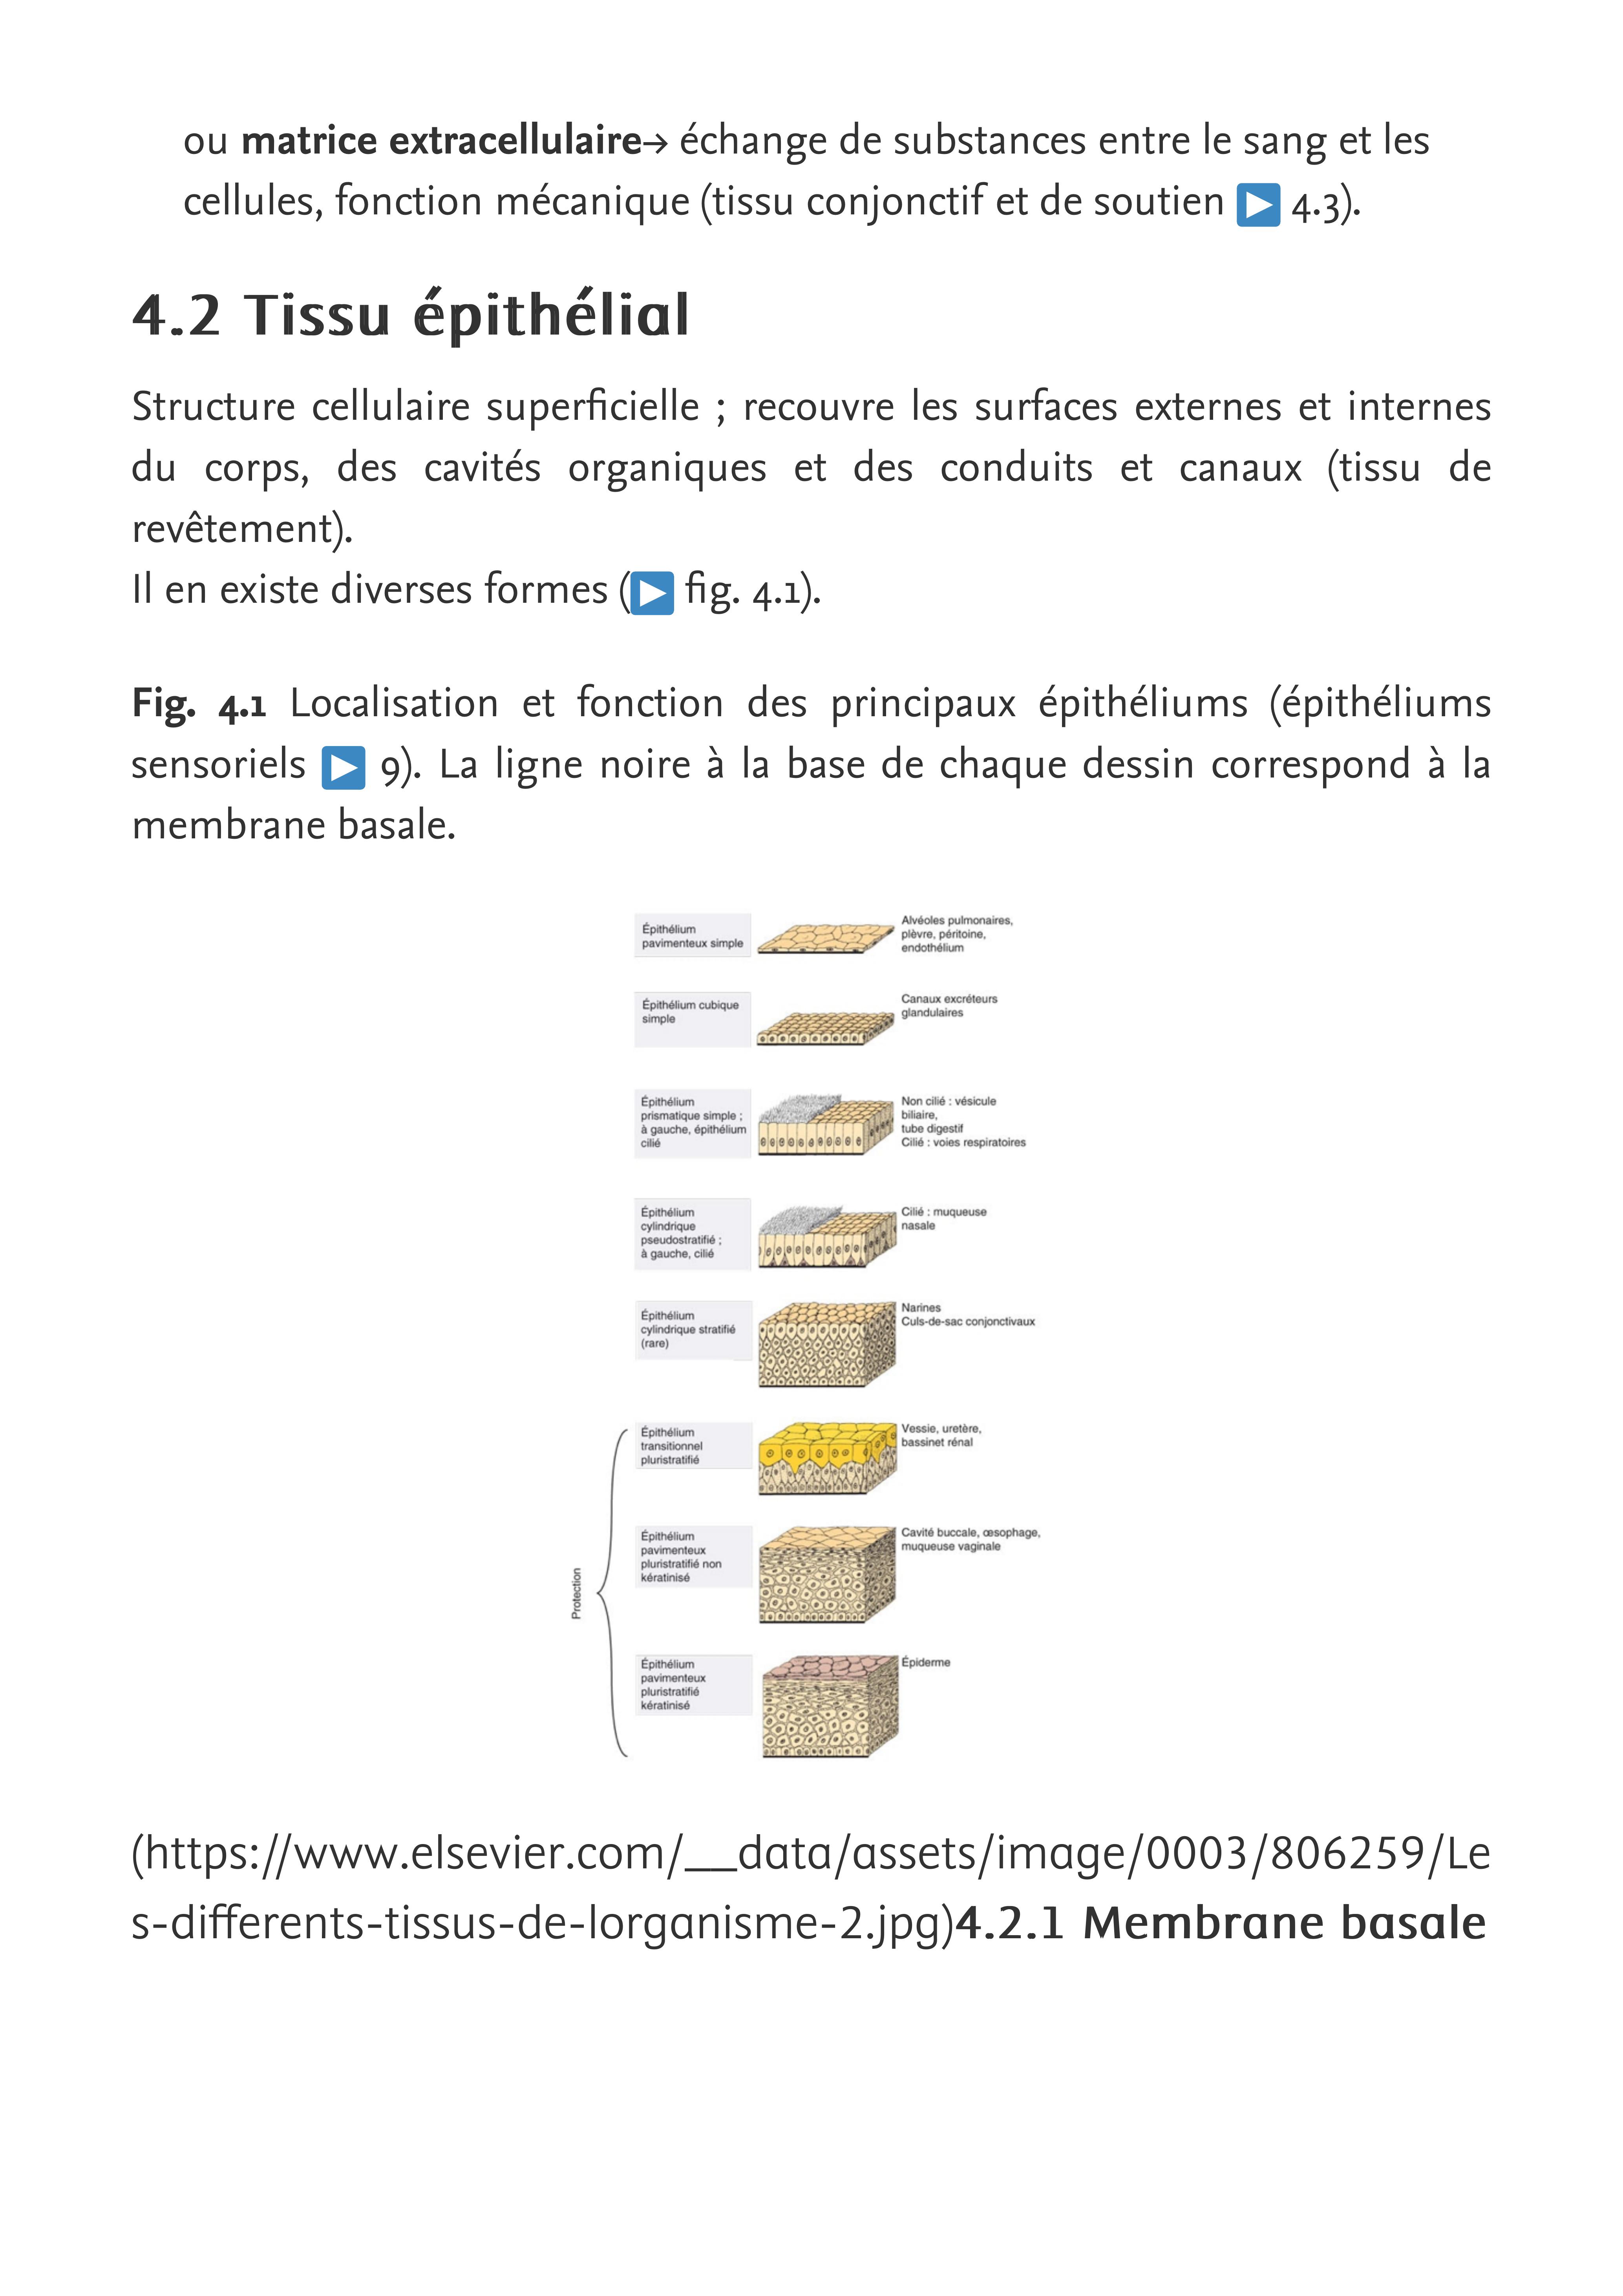 ou matrice extracellulaire→ échange de substances entre le sang et les
cellules, fonction mécanique (tissu conjonctif et de soutien ▶ 4.3).
4.2 Tissu épithélial
Structure cellulaire superficielle ; recouvre les surfaces externes et internes
du corps, des cavités organiques et des conduits et canaux (tissu de
revêtement).
Il en existe diverses formes (▶ fig. 4.1).
Fig. 4.1 Localisation et fonction des principaux épithéliums (épithéliums
sensoriels ▶ 9). La ligne noire à la base de chaque dessin correspond à la
membrane basale.
Épithélium
pavimenteux simple
Alvéoles pulmonaires,
plèvre, péritoine,
endothélium
Épithélium cubique
simple
Canaux excréteurs
glandulaires
Épithélium
prismatique simple ;
à gauche, épithélium
cilié
Non cilié : vésicule
biliaire,
tube digestif
Cilié : voies respiratoires
Épithélium
cylindrique
pseudostratifié ;
à gauche, cilié
Cilié : muqueuse
nasale
Épithélium
cylindrique stratifié
(rare)
Narines
Culs-de-sac conjonctivaux
Protection
Épithélium
transitionnel
pluristratifié
Vessie, uretère,
bassinet rénal
Épithélium
pavimenteux
pluristratifié non
kératinisé
Cavité buccale, œsophage,
muqueuse vaginale
Épithélium
pavimenteux
pluristratifié
kératinisé
Épiderme
(https://www.elsevier.com/__data/assets/image/0003/806259/Le
s-differents-tissus-de-lorganisme-2.jpg)4.2.1 Membrane basale